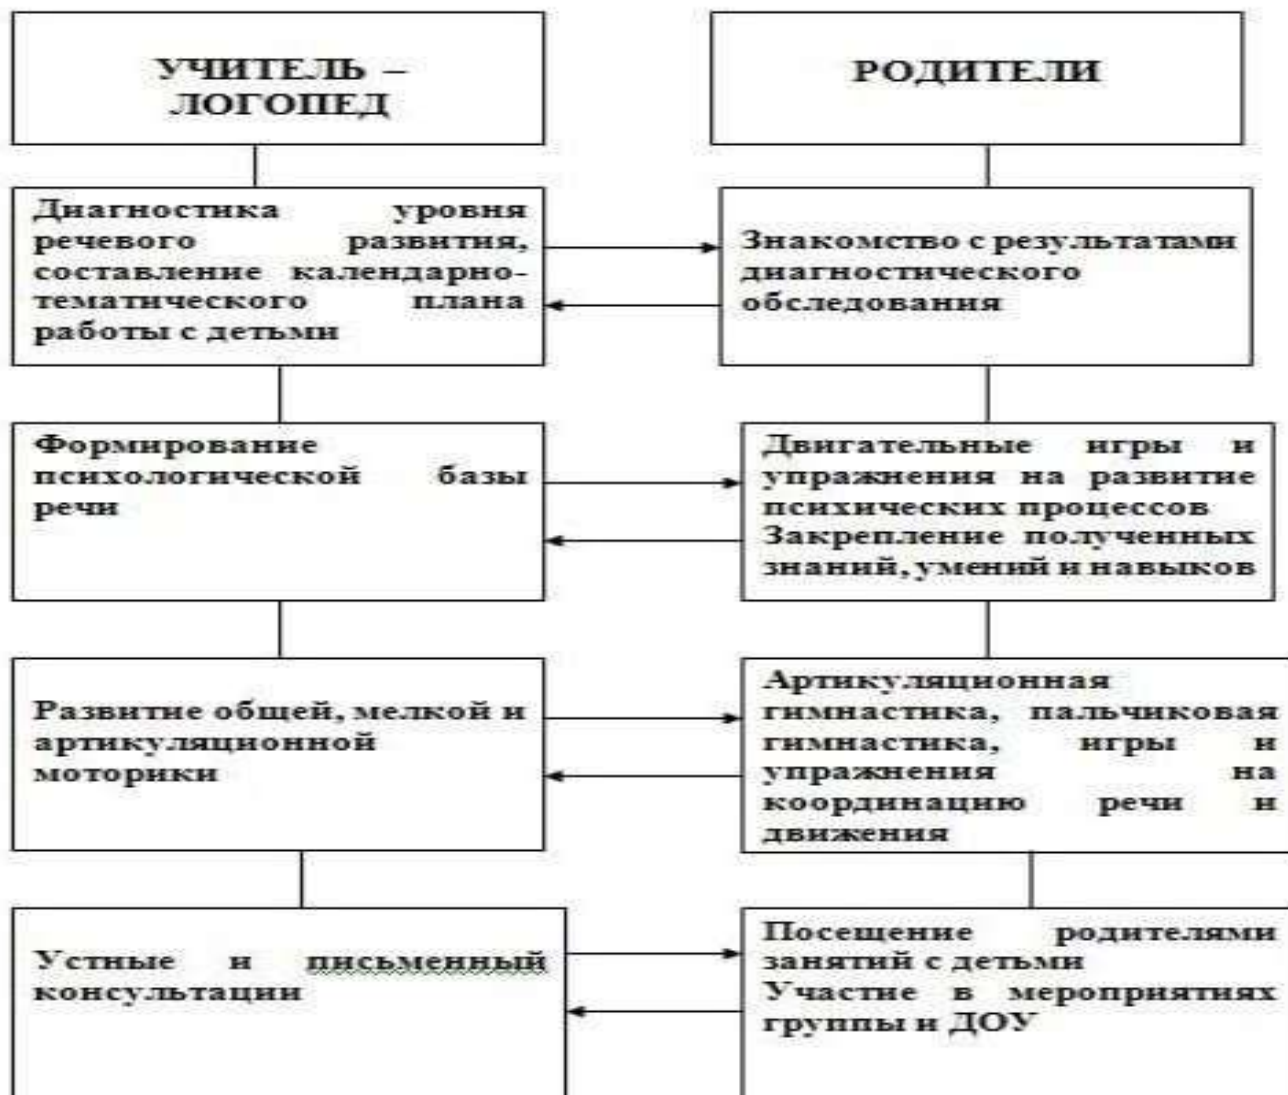 УЧИТЕЛЬ –
ЛОГОПЕД
РОДИТЕЛИ
Диагностика уровня
речевого развития,
составление календарно-
тематического плана
работы с детьми
Знакомство с результатами
диагностического
обследования
Формирование
психологической базы
речи
Двигательные игры и
упражнения на развитие
психических процессов
Закрепление полученных
знаний, умений и навыков
Развитие общей, мелкой и
артикуляционной
моторики
Артикуляционная
гимнастика, пальчиковая
гимнастика, игры и
упражнения на
координацию речи и
движения
Устные и письменный
консультации
Посещение родителями
занятий с детьми
Участие в мероприятиях
группы и ДОУ